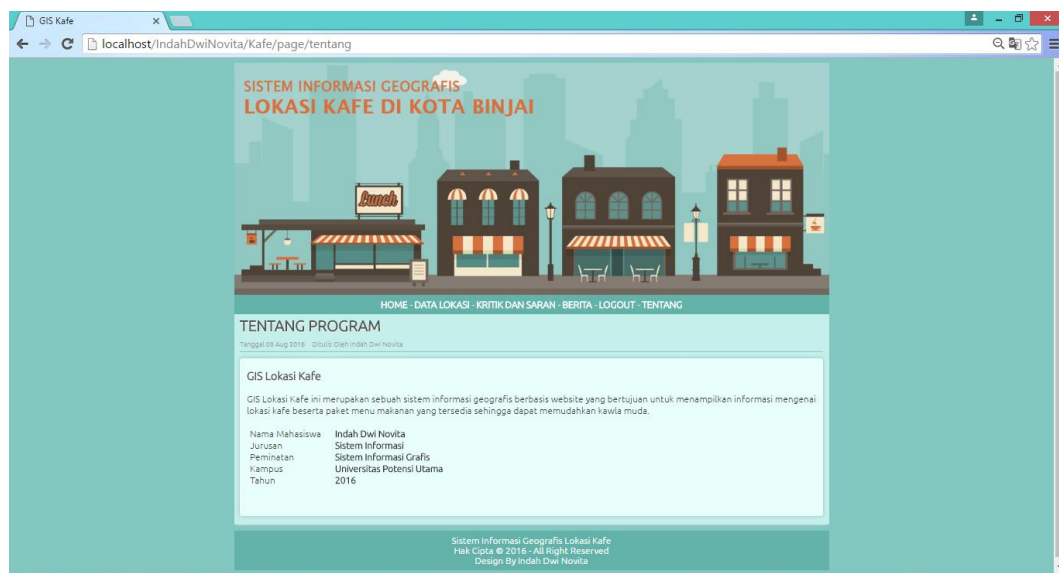 GIS Kafe
localhost/IndahDwiNovita/Kafe/page/tentang
SISTEM INFORMASI GEOGRAFIS
LOKASI KAFE DI KOTA BINJAI
Lunch
HOME - DATA LOKASI - KRITIK DAN SARAN - BERITA - LOGOUT - TENTANG
TENTANG PROGRAM
Tanggal 08 Aug 2016 Ditulis Oleh Indah Dwi Novita
GIS Lokasi Kafe
GIS Lokasi Kafe ini merupakan sebuah sistem informasi geografis berbasis website yang bertujuan untuk menampilkan informasi mengenai
lokasi kafe beserta paket menu makanan yang tersedia sehingga dapat memudahkan kawla muda.
Nama Mahasiswa Indah Dwi Novita
Jurusan Sistem Informasi
Peminatan Sistem Informasi Grafis
Kampus Universitas Potensi Utama
Tahun 2016
Sistem Informasi Geografis Lokasi Kafe
Hak Cipta © 2016 - All Right Reserved
Design By Indah Dwi Novita